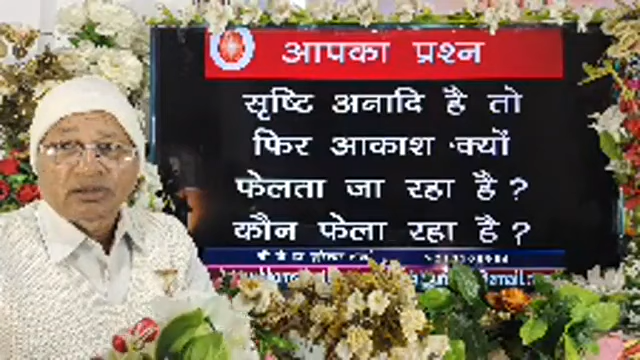 आपका प्रश्न
सृष्टि अनादि है तो
फिर आकाश क्यों
फेलता जा रहा है?
कौन फेला रहा है?